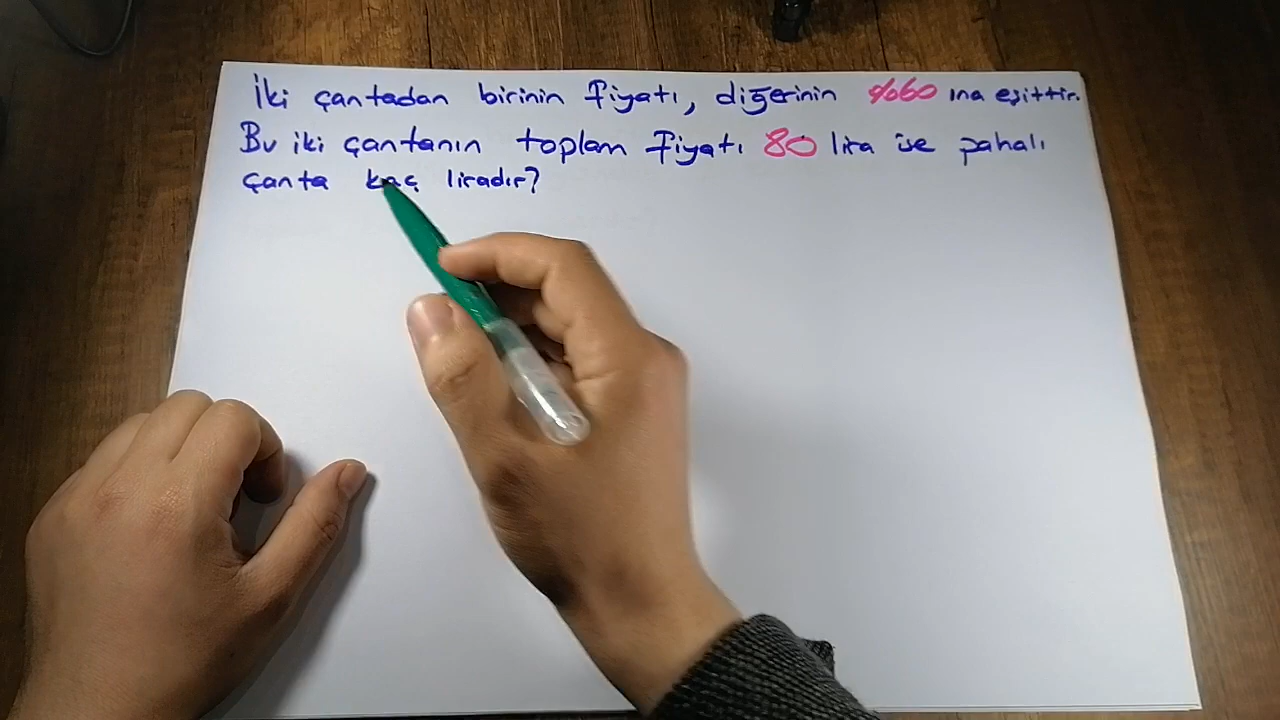 İki çantadan birinin fiyatı, diğerinin %60 ına eşittir.
Bu iki çantanın toplam fiyatı 80 lira ise pahalı
çanta kaç liradır?